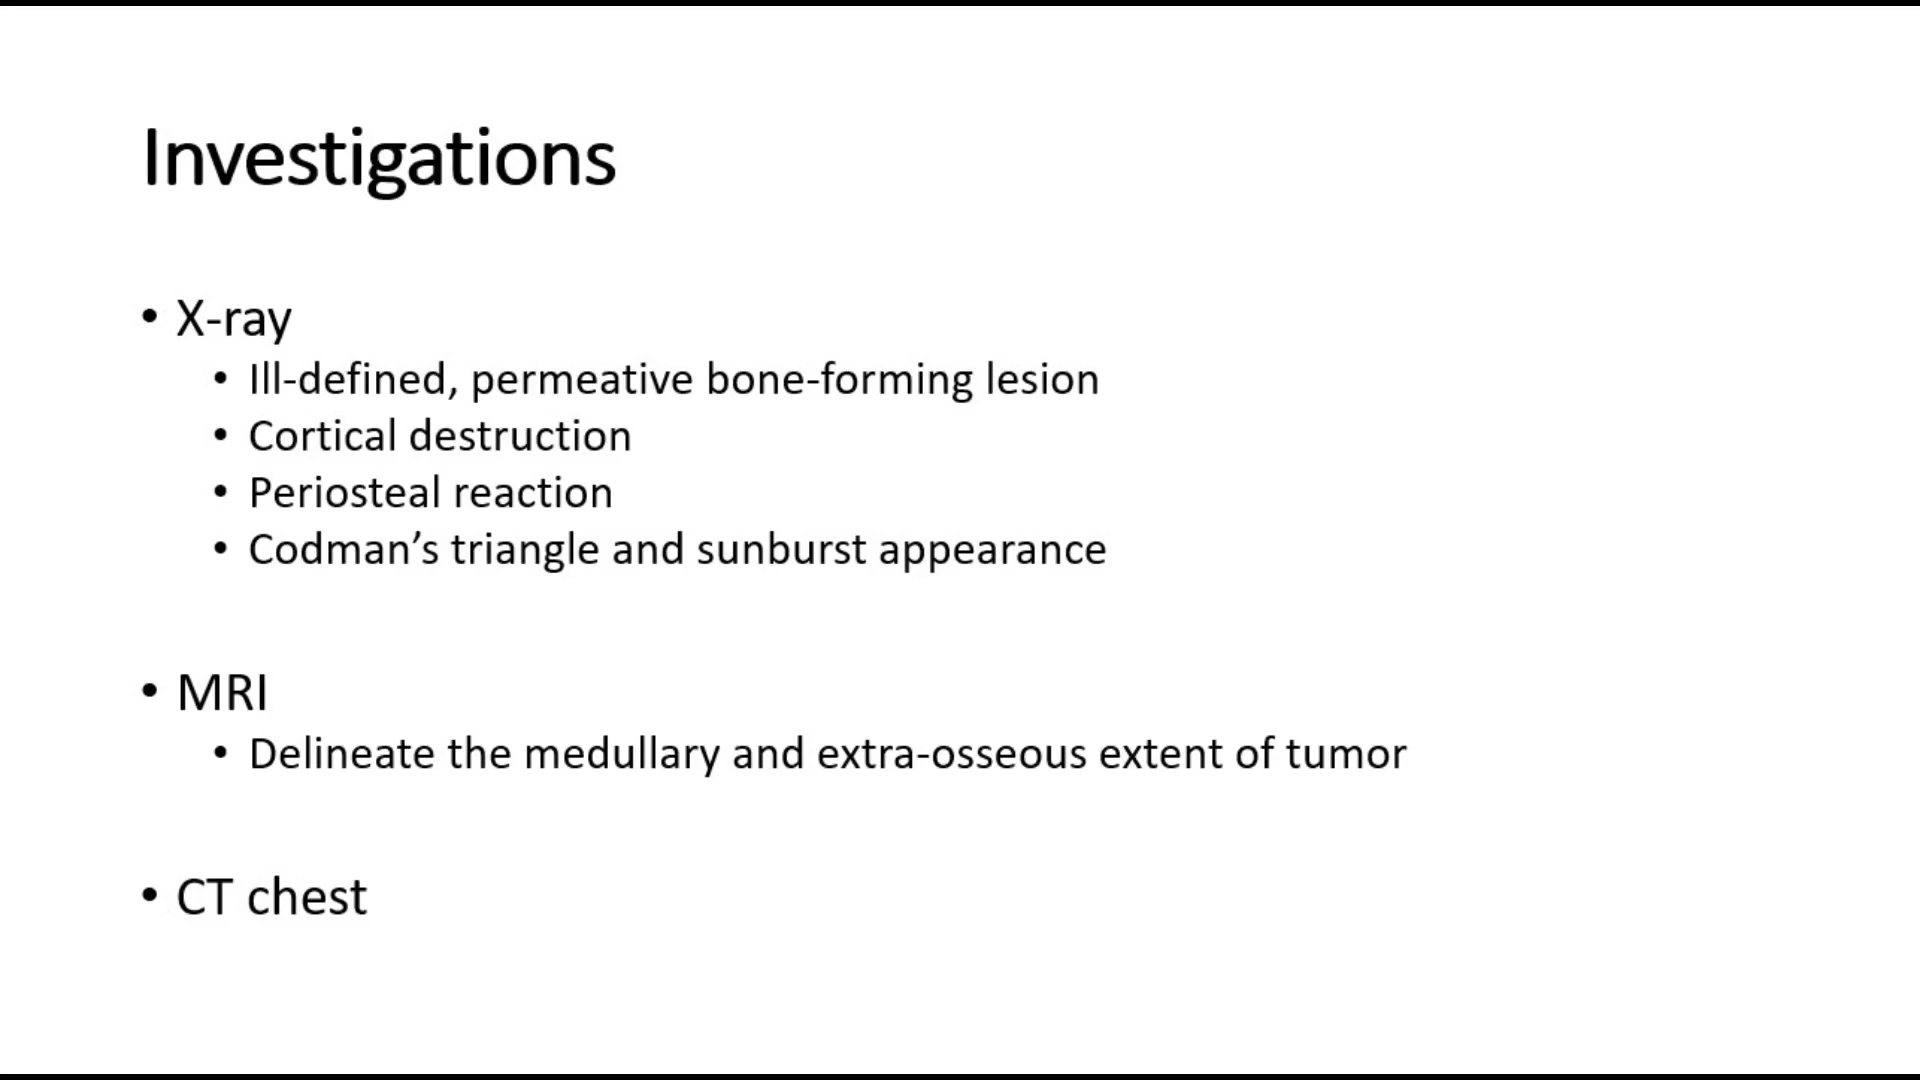 Investigations
• X-ray
• Ill-defined, permeative bone-forming lesion
• Cortical destruction
• Periosteal reaction
• Codman’s triangle and sunburst appearance
• MRI
• Delineate the medullary and extra-osseous extent of tumor
• CT chest